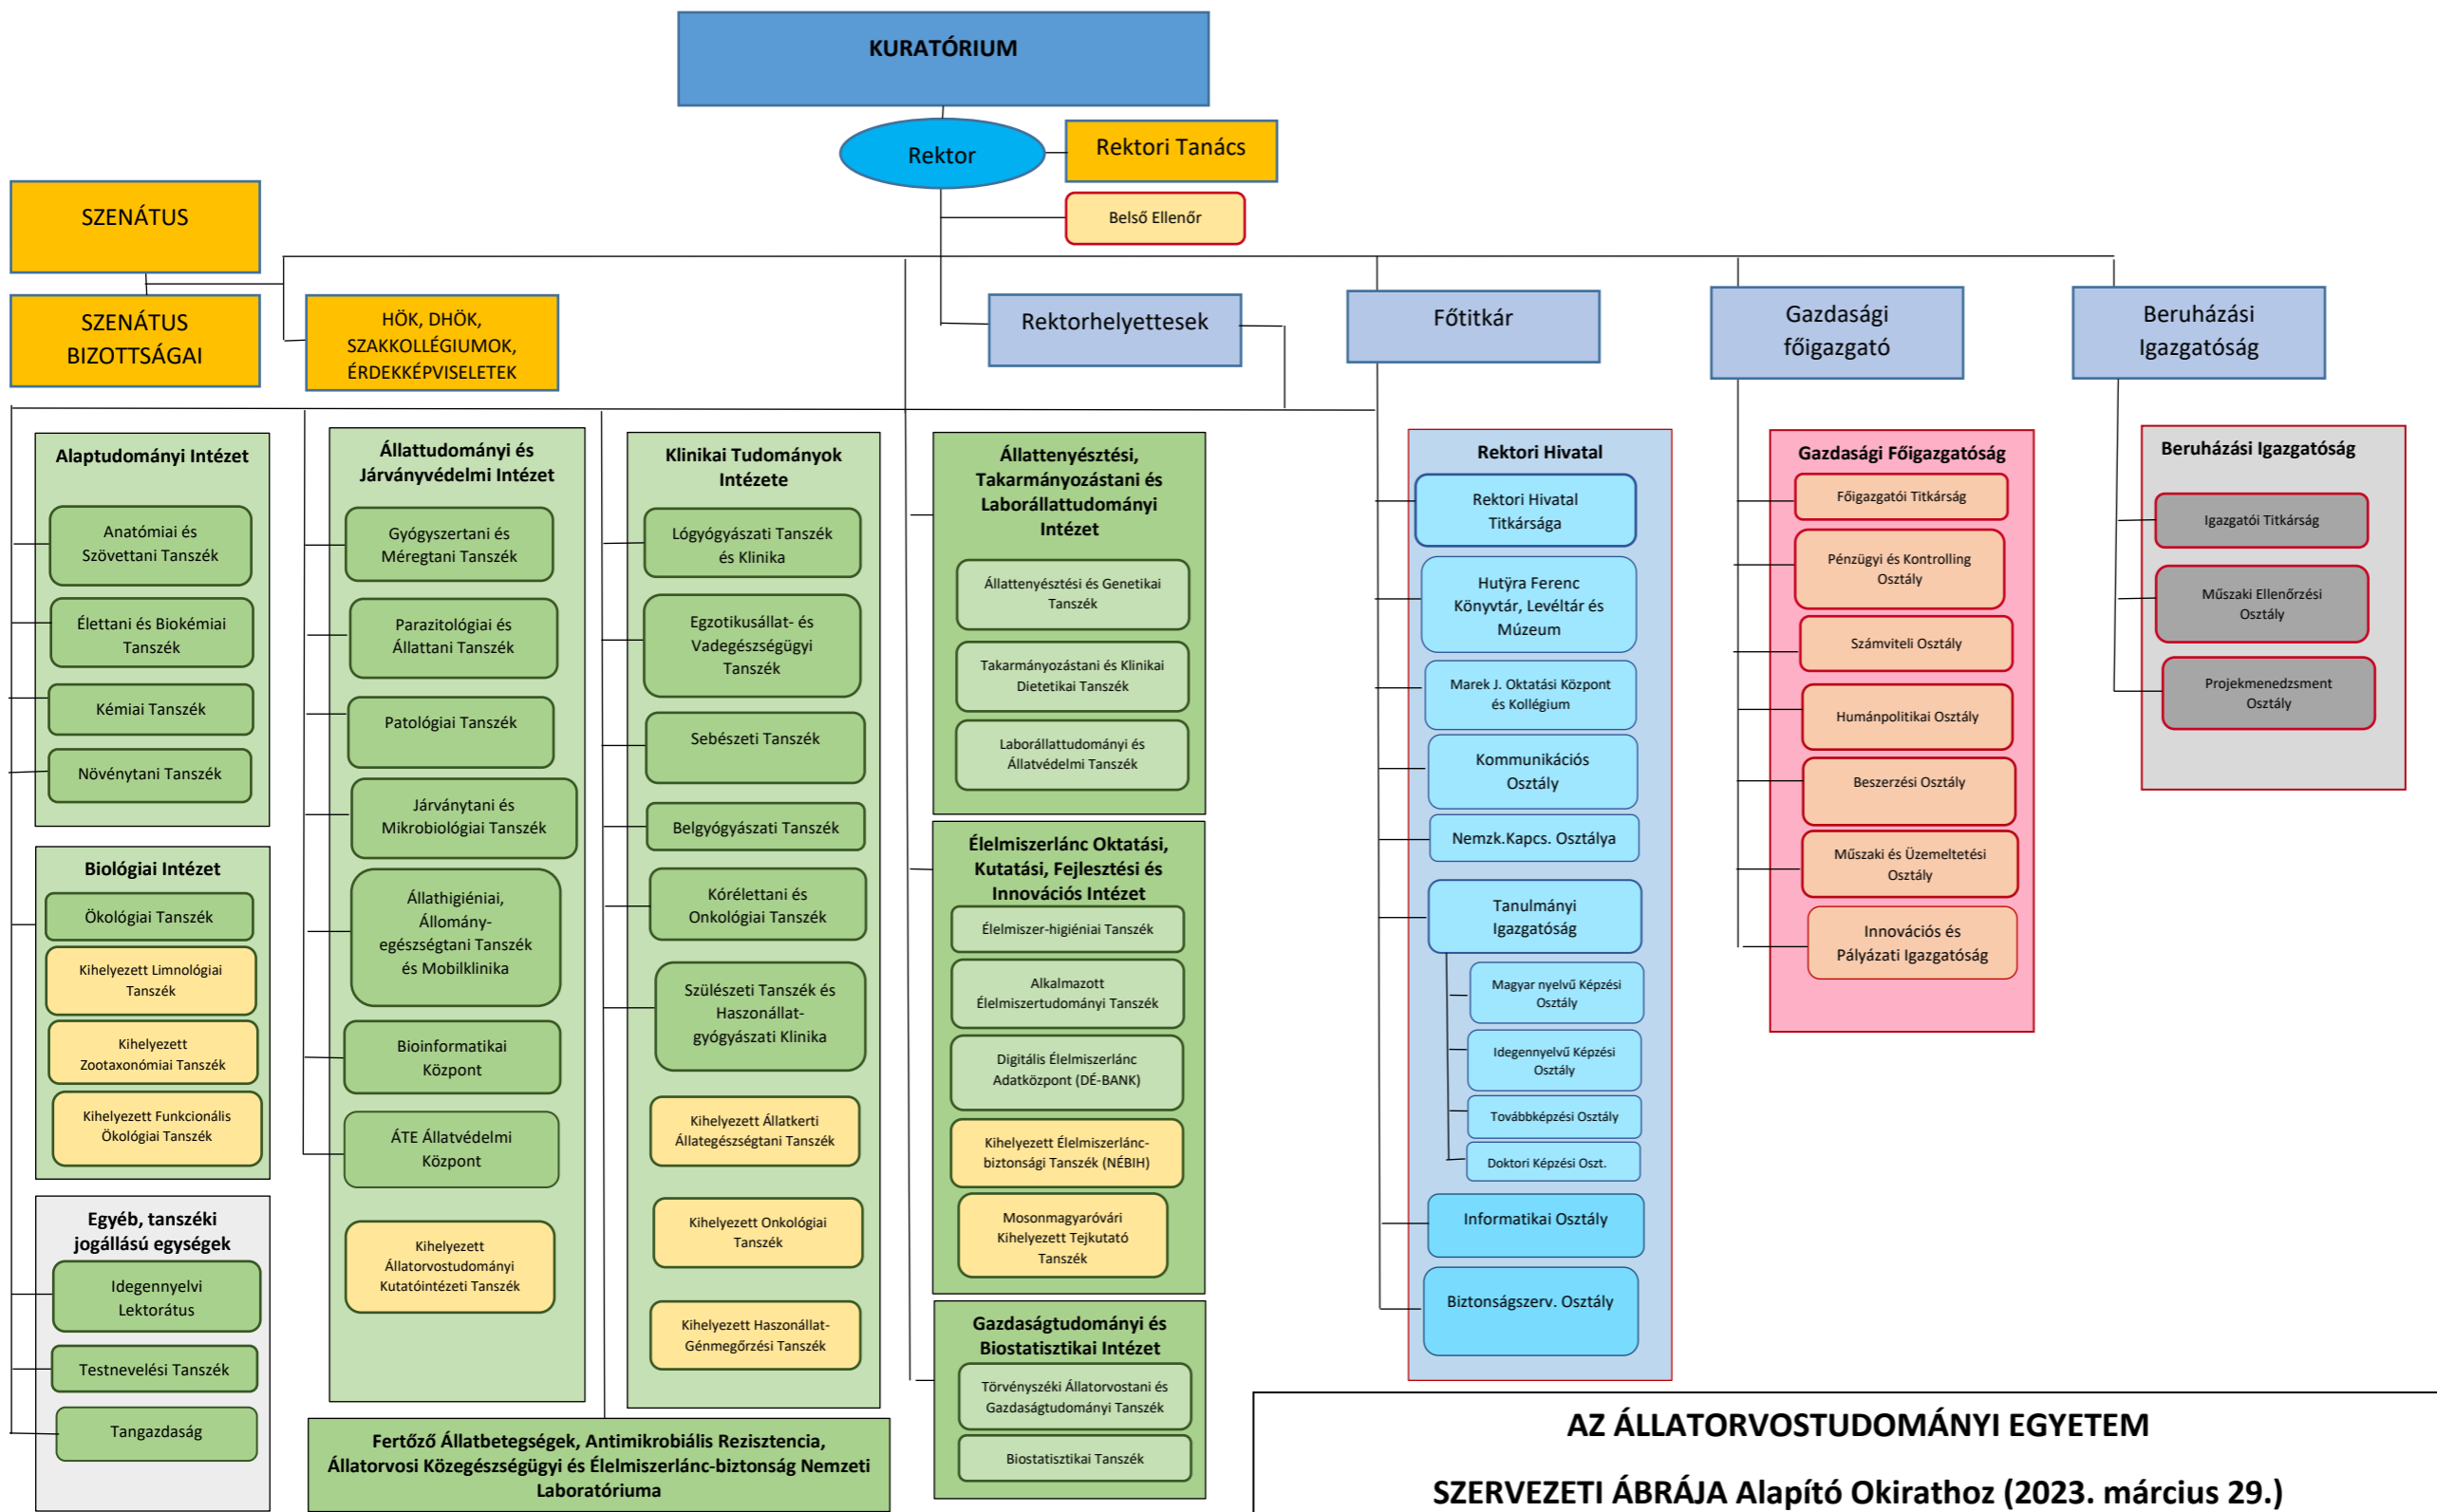 KURATÓRIUM
Rektor
Rektori Tanács
Belső Ellenőr
SZENÁTUS
SZENÁTUS
BIZOTTSÁGAI
HÖK, DHÖK,
SZAKKOLLÉGIUMOK,
ÉRDEKKÉPVISELETEK
Rektorhelyettesek
Főtitkár
Gazdasági
főigazgató
Beruházási
Igazgatóság
Alaptudományi Intézet
Anatómiai és
Szövettani Tanszék
Élettani és Biokémiai
Tanszék
Kémiai Tanszék
Növénytani Tanszék
Biológiai Intézet
Ökológiai Tanszék
Kihelyezett Limnológiai
Tanszék
Kihelyezett
Zootaxonómiai Tanszék
Kihelyezett Funkcionális
Ökológiai Tanszék
Egyéb, tanszéki
jogállású egységek
Idegennyelvi
Lektorátus
Testnevelési Tanszék
Tangazdaság
Állattudományi és
Járványvédelmi Intézet
Gyógyszertani és
Méregtani Tanszék
Parazitológiai és
Állattani Tanszék
Patológiai Tanszék
Járványtani és
Mikrobiológiai Tanszék
Állathigiéniai,
Állomány-
egészségtani Tanszék
és Mobilklinika
Bioinformatikai
Központ
ÁTE Állatvédelmi
Központ
Kihelyezett
Állatorvostudományi
Kutatóintézeti Tanszék
Klinikai Tudományok
Intézete
Lógyógyászati Tanszék
és Klinika
Egzotikusállat- és
Vadegészségügyi
Tanszék
Sebészeti Tanszék
Belgyógyászati Tanszék
Kórélettani és
Onkológiai Tanszék
Szülészeti Tanszék és
Haszonállat-
gyógyászati Klinika
Kihelyezett Állatkerti
Állategészségtani Tanszék
Kihelyezett Onkológiai
Tanszék
Kihelyezett Haszonállat-
Génmegőrzési Tanszék
Fertőző Állatbetegségek, Antimikrobiális Rezisztencia,
Állatorvosi Közegészségügyi és Élelmiszerlánc-biztonság Nemzeti
Laboratóriuma
Állattenyésztési,
Takarmányozástani és
Laborállattudományi
Intézet
Állattenyésztési és Genetikai
Tanszék
Takarmányozástani és Klinikai
Dietetikai Tanszék
Laborállattudományi és
Állatvédelmi Tanszék
Élelmiszerlánc Oktatási,
Kutatási, Fejlesztési és
Innovációs Intézet
Élelmiszer-higiéniai Tanszék
Alkalmazott
Élelmiszertudományi Tanszék
Digitális Élelmiszerlánc
Adatközpont (DÉ-BANK)
Kihelyezett Élelmiszerlánc-
biztonsági Tanszék (NÉBIH)
Mosonmagyaróvári
Kihelyezett Tejkutató
Tanszék
Gazdaságtudományi és
Biostatisztikai Intézet
Törvényszéki Állatorvostani és
Gazdaságtudományi Tanszék
Biostatisztikai Tanszék
Rektori Hivatal
Rektori Hivatal
Titkársága
Hutÿra Ferenc
Könyvtár, Levéltár és
Múzeum
Marek J. Oktatási Központ
és Kollégium
Kommunikációs
Osztály
Nemzk.Kapcs. Osztálya
Tanulmányi
Igazgatóság
Magyar nyelvű Képzési
Osztály
Idegennyelvű Képzési
Osztály
Továbbképzési Osztály
Doktori Képzési Oszt.
Informatikai Osztály
Biztonságszerv. Osztály
Gazdasági Főigazgatóság
Főigazgatói Titkárság
Pénzügyi és Kontrolling
Osztály
Számviteli Osztály
Humánpolitikai Osztály
Beszerzési Osztály
Műszaki és Üzemeltetési
Osztály
Innovációs és
Pályázati Igazgatóság
Beruházási Igazgatóság
Igazgatói Titkárság
Műszaki Ellenőrzési
Osztály
Projekmenedzsment
Osztály
AZ ÁLLATORVOSTUDOMÁNYI EGYETEM
SZERVEZETI ÁBRÁJA Alapító Okirathoz (2023. március 29.)